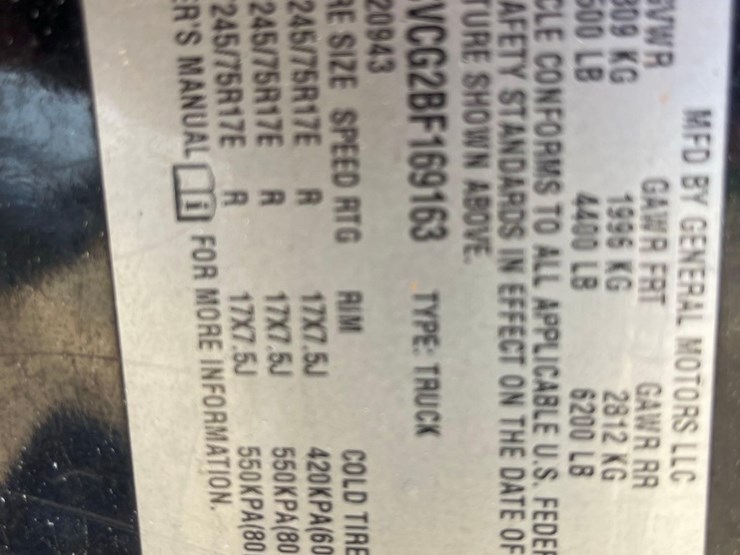 MFD BY GENERAL MOTORS LLC
GVWR GAWR FRT GAWR RR
309 KG 1996 KG 2812 KG
500 LB 4400 LB 6200 LB
CLE CONFORMS TO ALL APPLICABLE U.S. FEDE
AFETY STANDARDS IN EFFECT ON THE DATE OF
TURE SHOWN ABOVE.
VCG2BF169163 TYPE: TRUCK
20943
RE SIZE SPEED RTG RIM COLD TIRE
245/75R17E R 17X7.5J 420KPA(60
245/75R17E R 17X7.5J 550KPA(80
245/75R17E R 17X7.5J 550KPA(80
ER'S MANUAL i FOR MORE INFORMATION.